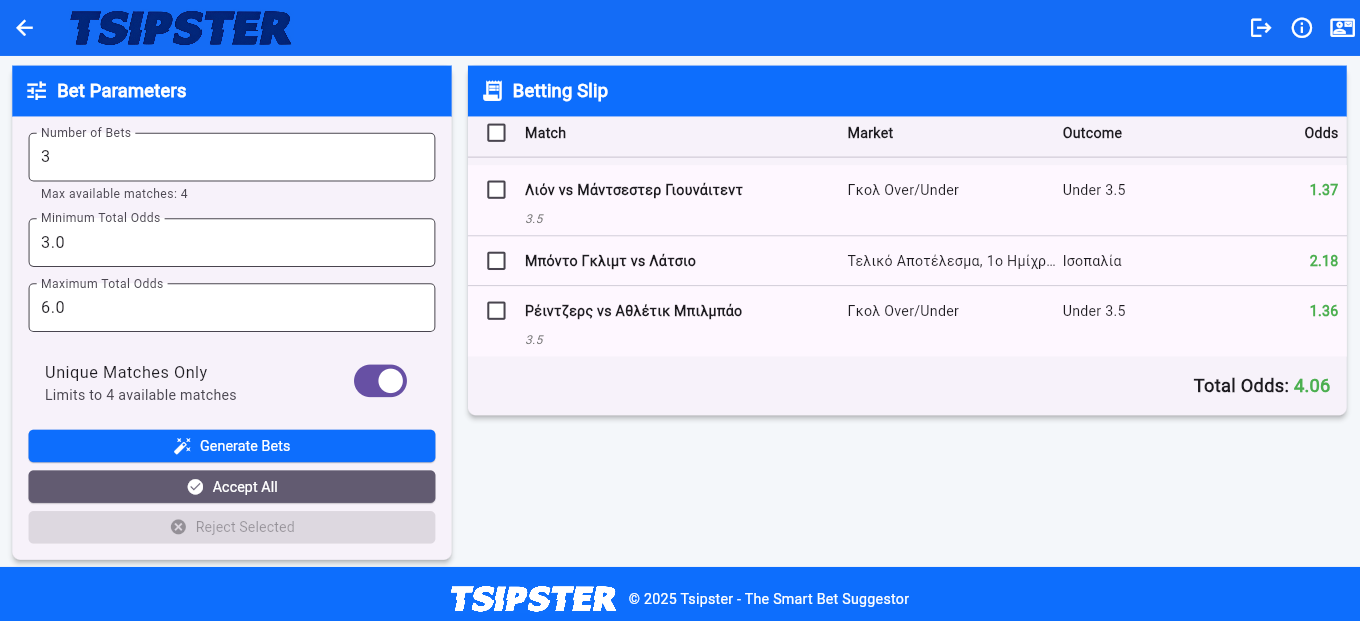 TSIPSTER
Bet Parameters
Number of Bets
3
Max available matches: 4
Minimum Total Odds
3.0
Maximum Total Odds
6.0
Unique Matches Only
Limits to 4 available matches
Generate Bets
Accept All
Reject Selected
Betting Slip
Match Market Outcome Odds
Λιόν vs Μάντσεστερ Γιουνάιτεντ Γκολ Over/Under Under 3.5 1.37
3.5
Μπόντο Γκλιμτ vs Λάτσιο Τελικό Αποτέλεσμα, 1ο Ημίχρ... Ισοπαλία 2.18
Ρέιντζερς vs Αθλέτικ Μπιλμπάο Γκολ Over/Under Under 3.5 1.36
3.5
Total Odds: 4.06
TSIPSTER © 2025 Tsipster - The Smart Bet Suggestor